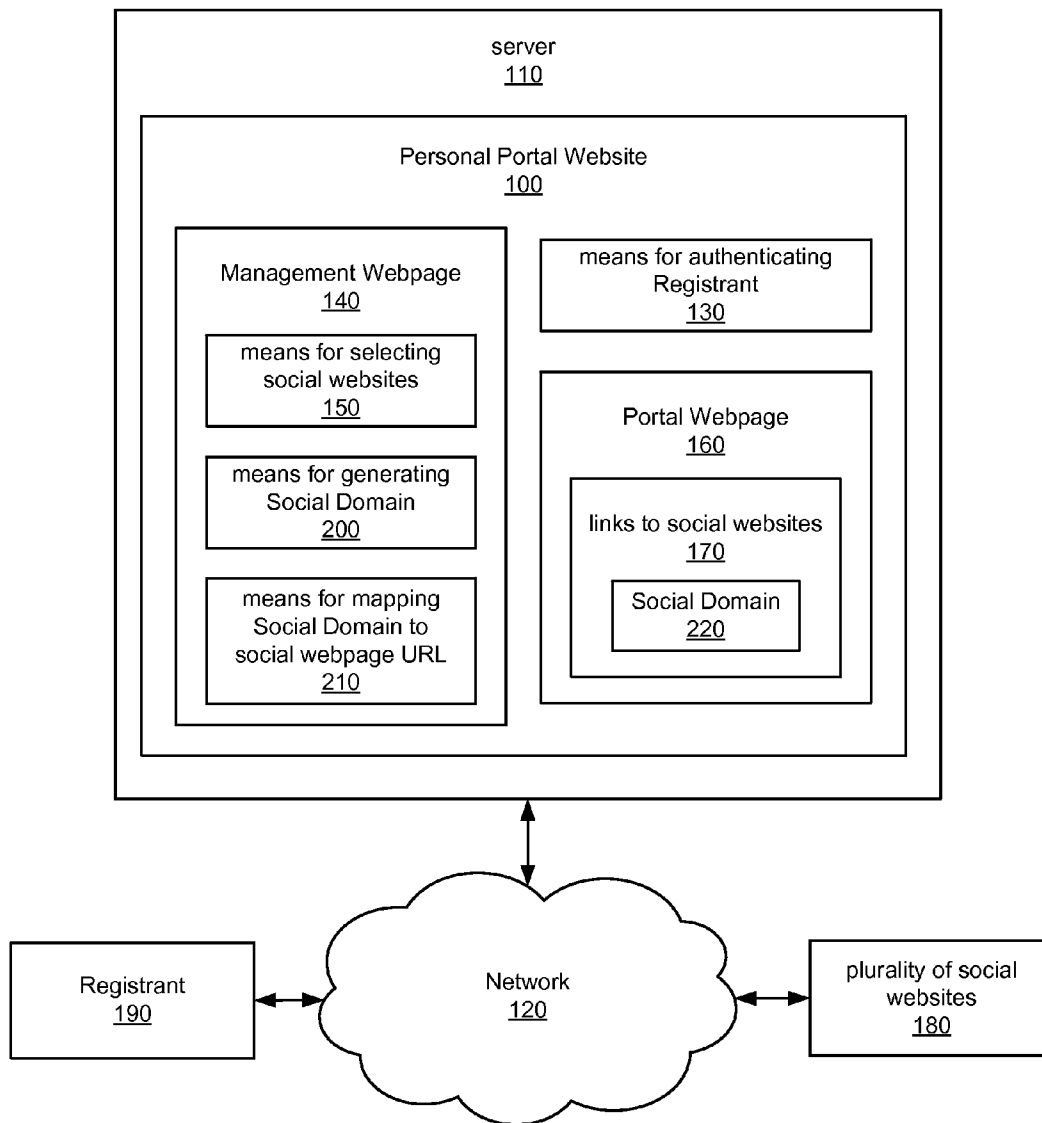 server
110
Personal Portal Website
100
Management Webpage
140
means for selecting
social websites
150
means for generating
Social Domain
200
means for mapping
Social Domain to
social webpage URL
210
means for authenticating
Registrant
130
Portal Webpage
160
links to social websites
170
Social Domain
220
Registrant
190
Network
120
plurality of social
websites
180